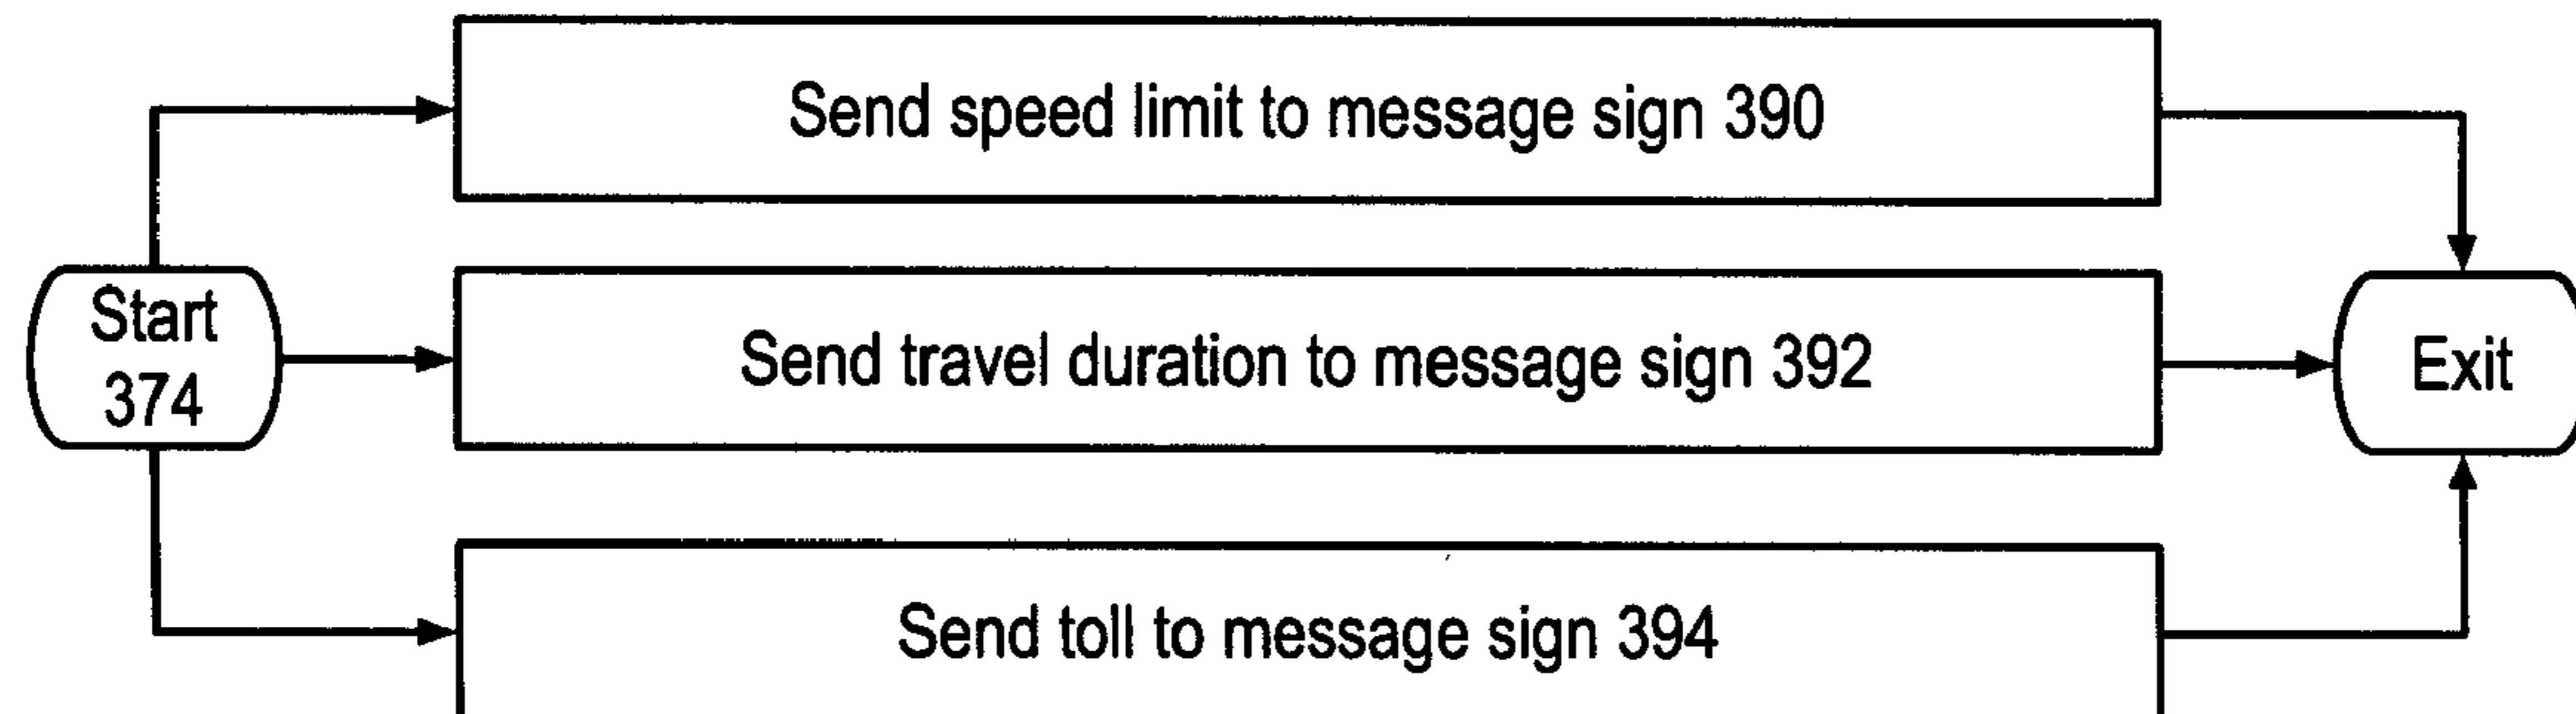 Send speed limit to message sign 390
Start
374
Send travel duration to message sign 392
Exit
Send toll to message sign 394